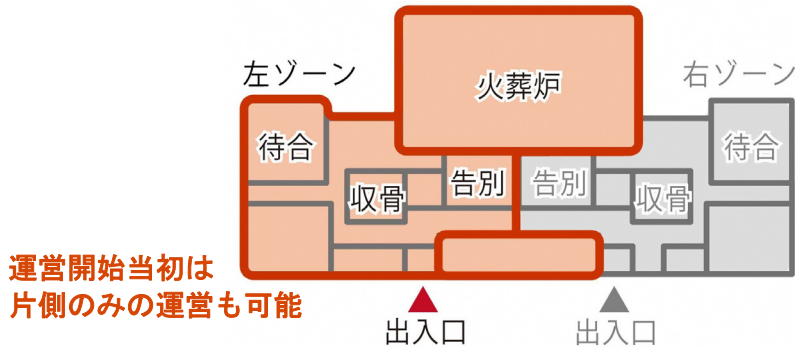 左ゾーン
火葬炉
右ゾーン
待合
待合
収骨
告別
告別
収骨
運営開始当初は
片側のみの運営も可能
出入口
出入口